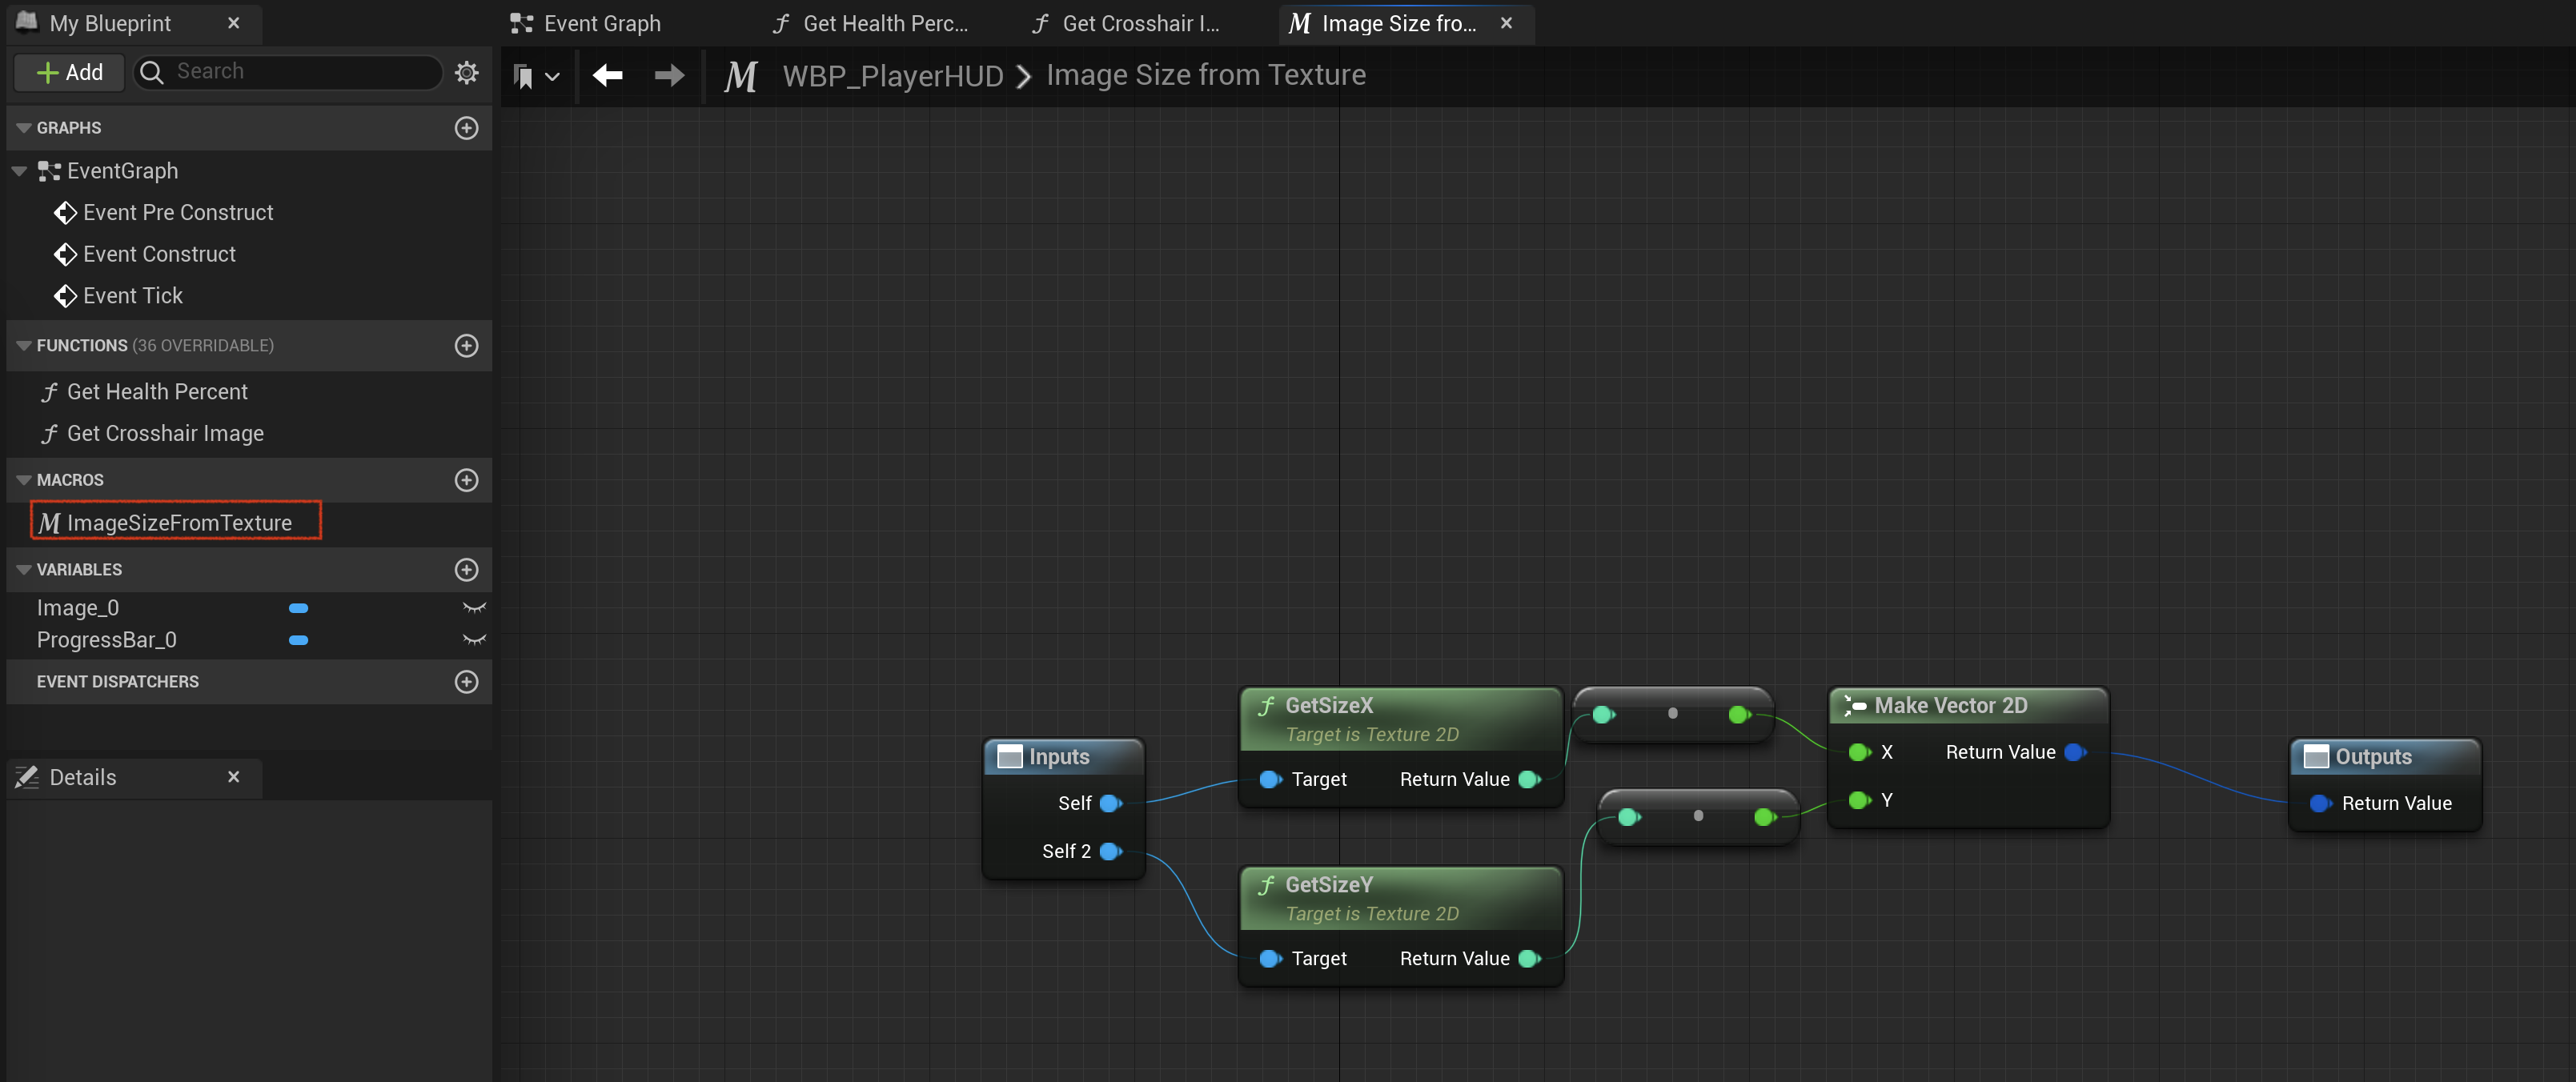 My Blueprint
Add
Search
GRAPHS
EventGraph
Event Pre Construct
Event Construct
Event Tick
FUNCTIONS (36 OVERRIDABLE)
Get Health Percent
Get Crosshair Image
MACROS
ImageSizeFromTexture
VARIABLES
Image_0
ProgressBar_0
EVENT DISPATCHERS
Details
Event Graph
Get Health Perc...
Get Crosshair I...
Image Size fro...
WBP_PlayerHUD > Image Size from Texture
Inputs
Self
Self 2
GetSizeX
Target is Texture 2D
Target Return Value
GetSizeY
Target is Texture 2D
Target Return Value
Make Vector 2D
X Return Value
Y
Outputs
Return Value